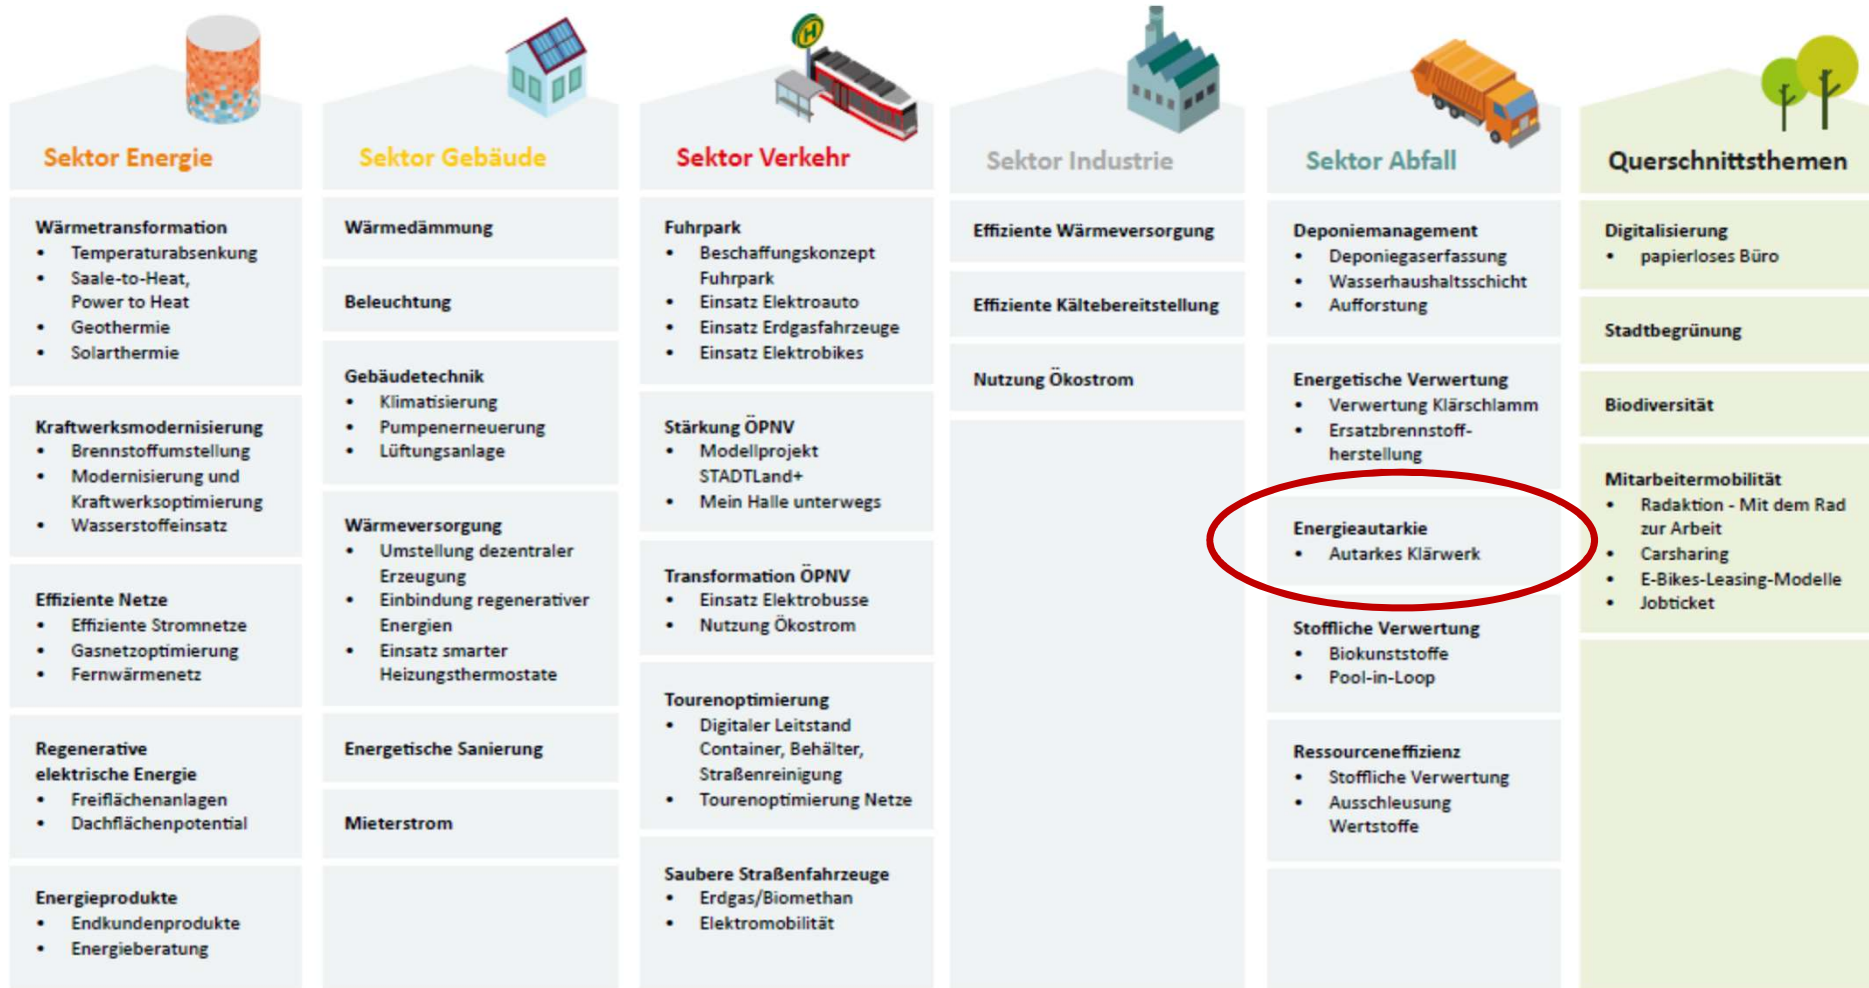 H
Sektor Energie
Wärmetransformation
• Temperaturabsenkung
• Saale-to-Heat,
Power to Heat
• Geothermie
• Solarthermie
Kraftwerksmodernisierung
• Brennstoffumstellung
• Modernisierung und
Kraftwerksoptimierung
• Wasserstoffeinsatz
Effiziente Netze
• Effiziente Stromnetze
• Gasnetzoptimierung
• Fernwärmenetz
Regenerative
elektrische Energie
• Freiflächenanlagen
• Dachflächenpotential
Energieprodukte
• Endkundenprodukte
• Energieberatung
Sektor Gebäude
Wärmedämmung
Beleuchtung
Gebäudetechnik
• Klimatisierung
• Pumpenerneuerung
• Lüftungsanlage
Wärmeversorgung
• Umstellung dezentraler
Erzeugung
• Einbindung regenerativer
Energien
• Einsatz smarter
Heizungsthermostate
Energetische Sanierung
Mieterstrom
Sektor Verkehr
Fuhrpark
• Beschaffungskonzept
Fuhrpark
• Einsatz Elektroauto
• Einsatz Erdgasfahrzeuge
• Einsatz Elektrobikes
Stärkung ÖPNV
• Modellprojekt
STADTLand+
• Mein Halle unterwegs
Transformation ÖPNV
• Einsatz Elektrobusse
• Nutzung Ökostrom
Tourenoptimierung
• Digitaler Leitstand
Container, Behälter,
Straßenreinigung
• Tourenoptimierung Netze
Saubere Straßenfahrzeuge
• Erdgas/Biomethan
• Elektromobilität
Sektor Industrie
Effiziente Wärmeversorgung
Effiziente Kältebereitstellung
Nutzung Ökostrom
Sektor Abfall
Deponiemanagement
• Deponiegaserfassung
• Wasserhaushaltsschicht
• Aufforstung
Energetische Verwertung
• Verwertung Klärschlamm
• Ersatzbrennstoff-
herstellung
Energieautarkie
• Autarkes Klärwerk
Stoffliche Verwertung
• Biokunststoffe
• Pool-in-Loop
Ressourceneffizienz
• Stoffliche Verwertung
• Ausschleusung
Wertstoffe
Querschnittsthemen
Digitalisierung
• papierloses Büro
Stadtbegrünung
Biodiversität
Mitarbeitermobilität
• Radaktion - Mit dem Rad
zur Arbeit
• Carsharing
• E-Bikes-Leasing-Modelle
• Jobticket